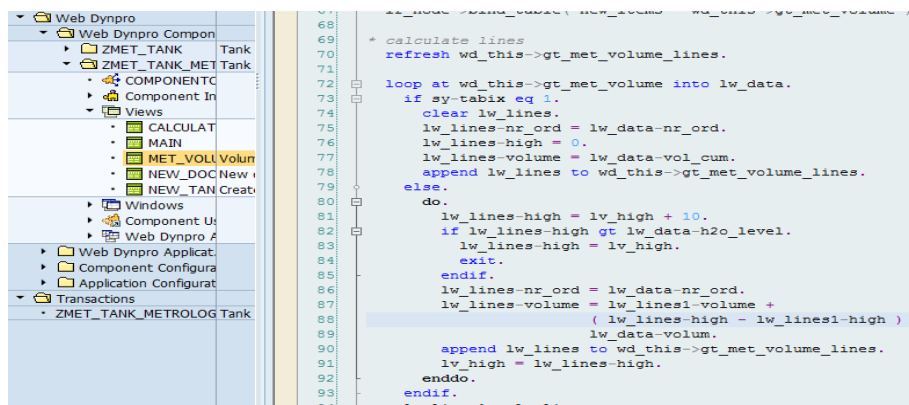 Web Dynpro
Web Dynpro Compon
ZMET_TANK Tank
ZMET_TANK_MET Tank
COMPONENTC
Component In
Views
CALCULAT
MAIN
MET_VOLU Volum
NEW_DOC New
NEW_TAN Create
Windows
Component Us
Web Dynpro A
Web Dynpro Applicat.
Component Configura
Application Configurat
Transactions
ZMET_TANK_METROLOG Tank
67 lr_node->bind_table( new_items = wd_this->gt_met_volume
68
69 * calculate lines
70 refresh wd_this->gt_met_volume_lines.
71
72 loop at wd_this->gt_met_volume into lw_data.
73 if sy-tabix eq 1.
74 clear lw_lines.
75 lw_lines-nr_ord = lw_data-nr_ord.
76 lw_lines-high = 0.
77 lw_lines-volume = lw_data-vol_cum.
78 append lw_lines to wd_this->gt_met_volume_lines.
79 else.
80 do.
81 lw_lines-high = lv_high + 10.
82 if lw_lines-high gt lw_data-h2o_level.
83 lw_lines-high = lv_high.
84 exit.
85 endif.
86 lw_lines-nr_ord = lw_data-nr_ord.
87 lw_lines-volume = lw_lines1-volume +
88 ( lw_lines-high - lw_lines1-high )
89 lw_data-volum.
90 append lw_lines to wd_this->gt_met_volume_lines.
91 lv_high = lw_lines-high.
92 enddo.
93 endif.